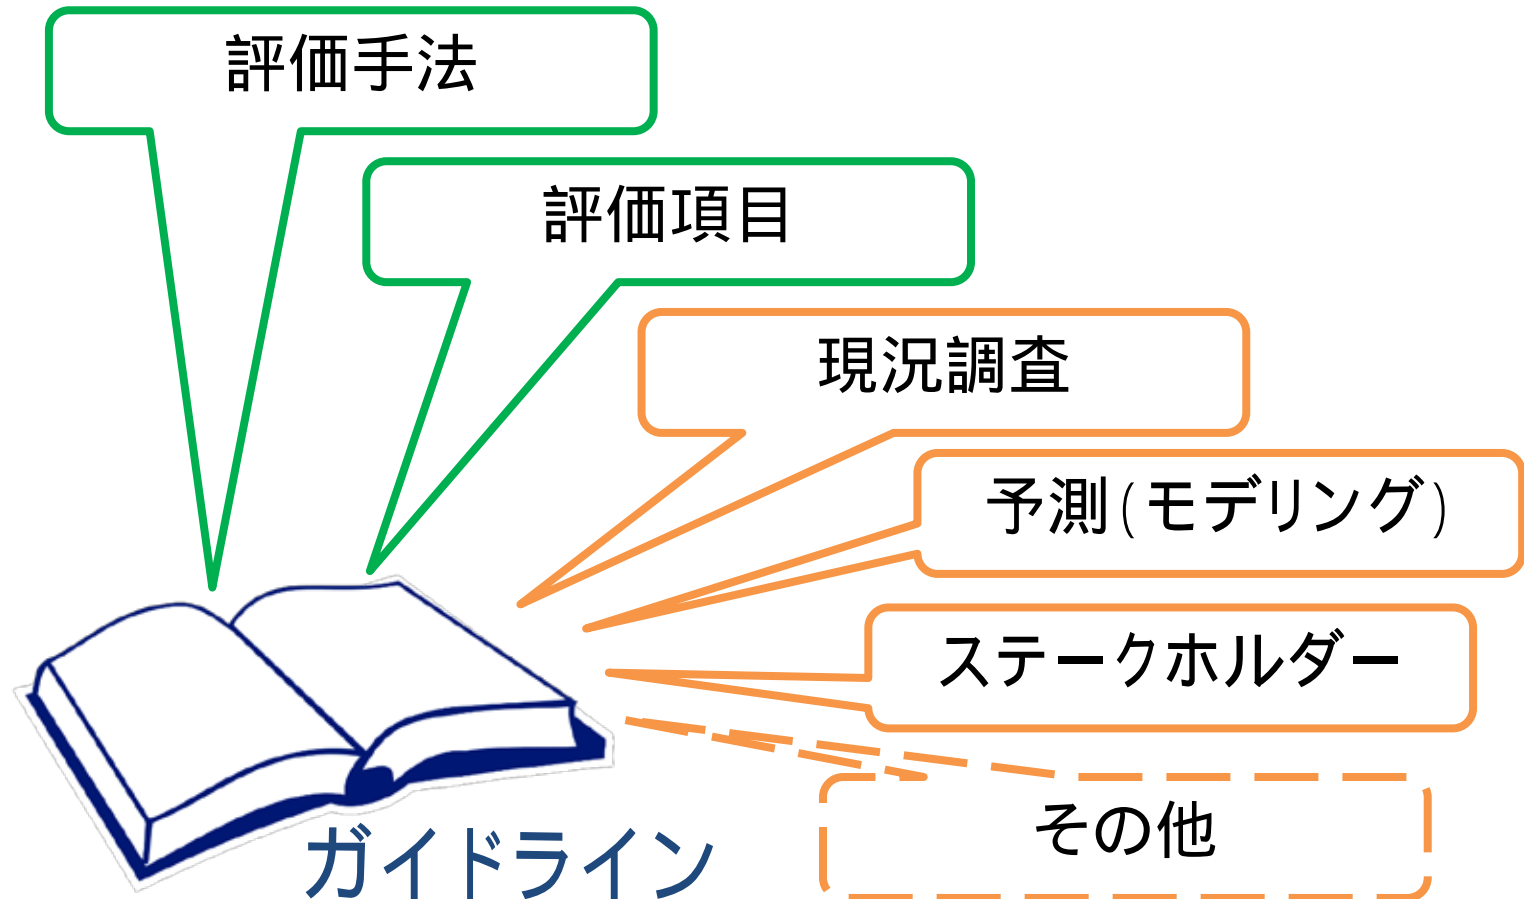 評価手法
評価項目
現況調査
予測(モデリング)
ステークホルダー
その他
ガイドライン